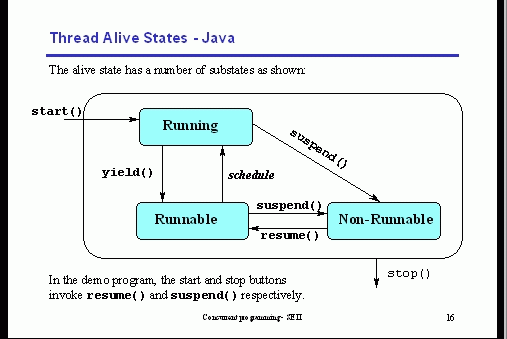 Thread Alive States - Java
The alive state has a number of substates as shown:
start()
Running
suspend()
yield()
schedule
Runnable
suspend()
resume()
Non-Runnable
stop()
In the demo program, the start and stop buttons
invoke resume() and suspend() respectively.
Concurrent programming -
16